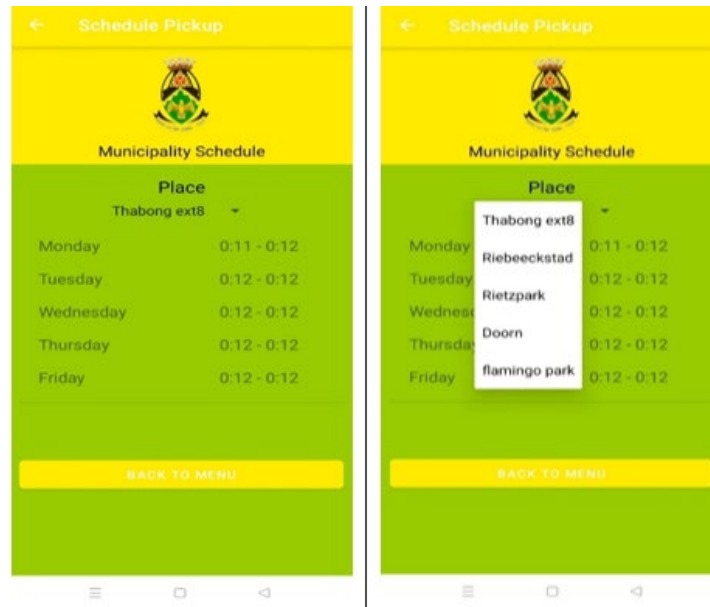 Schedule Pickup
Municipality Schedule
Place
Thabong ext8
Monday 0:11 - 0:12
Tuesday 0:12 - 0:12
Wednesday 0:12 - 0:12
Thursday 0:12 - 0:12
Friday 0:12 - 0:12
BACK TO MENU
Schedule Pickup
Municipality Schedule
Place
Thabong ext8
Riebeeckstad
Rietzpark
Doorn
flamingo park
Monday 0:11 - 0:12
Tuesday 0:12 - 0:12
Wednes 0:12 - 0:12
Thursda 0:12 - 0:12
Friday 0:12 - 0:12
BACK TO MENU